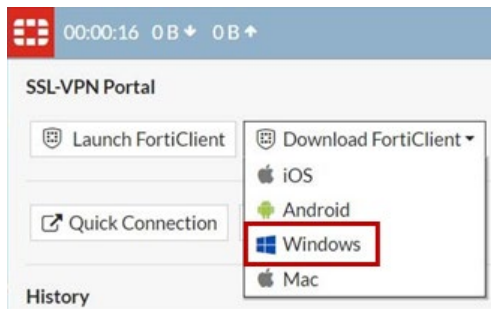 00:00:16 0 B 0 B
SSL-VPN Portal
Launch FortiClient
Download FortiClient
iOS
Android
Quick Connection
Windows
Mac
History